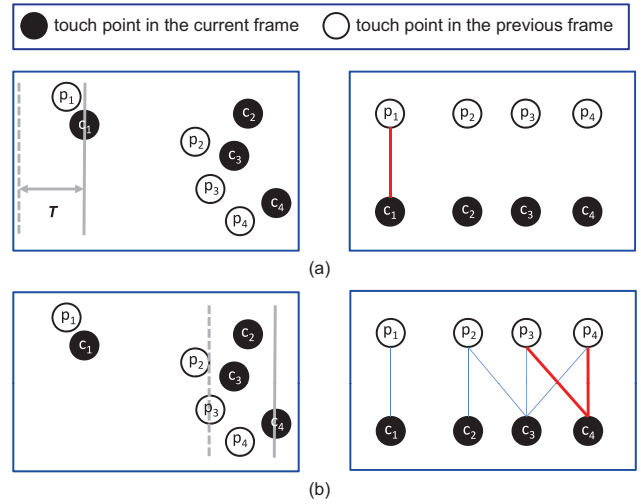 touch point in the current frame
touch point in the previous frame
p1
c1
p2
c2
c3
p3
p4
c4
T
p1 p2 p3 p4
c1 c2 c3 c4
(a)
p1
c1
p2
c2
c3
p3
p4
c4
p1 p2 p3 p4
c1 c2 c3 c4
(b)